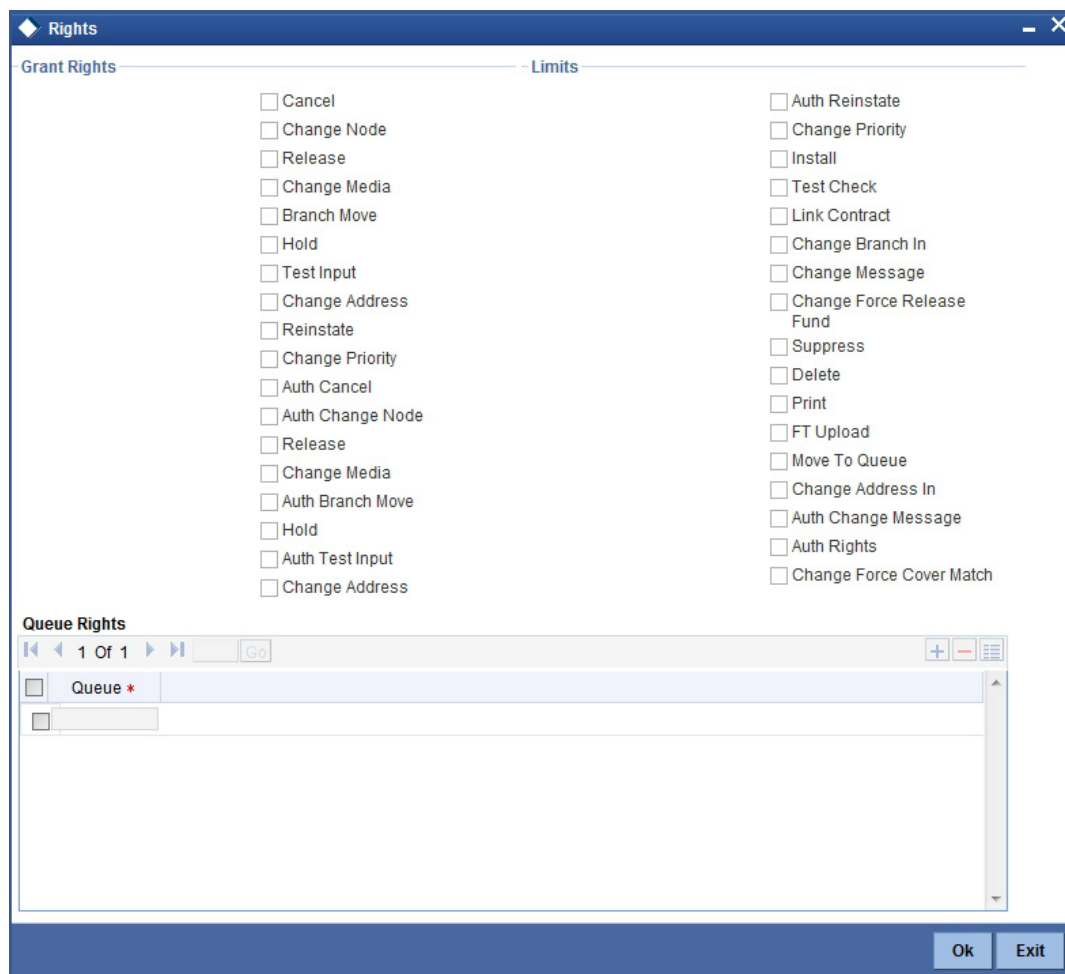 Rights
Grant Rights
Cancel
Change Node
Release
Change Media
Branch Move
Hold
Test Input
Change Address
Reinstate
Change Priority
Auth Cancel
Auth Change Node
Release
Change Media
Auth Branch Move
Hold
Auth Test Input
Change Address
Limits
Auth Reinstate
Change Priority
Install
Test Check
Link Contract
Change Branch In
Change Message
Change Force Release
Fund
Suppress
Delete
Print
FT Upload
Move To Queue
Change Address In
Auth Change Message
Auth Rights
Change Force Cover Match
Queue Rights
1 Of 1 Go
Queue *
Ok Exit